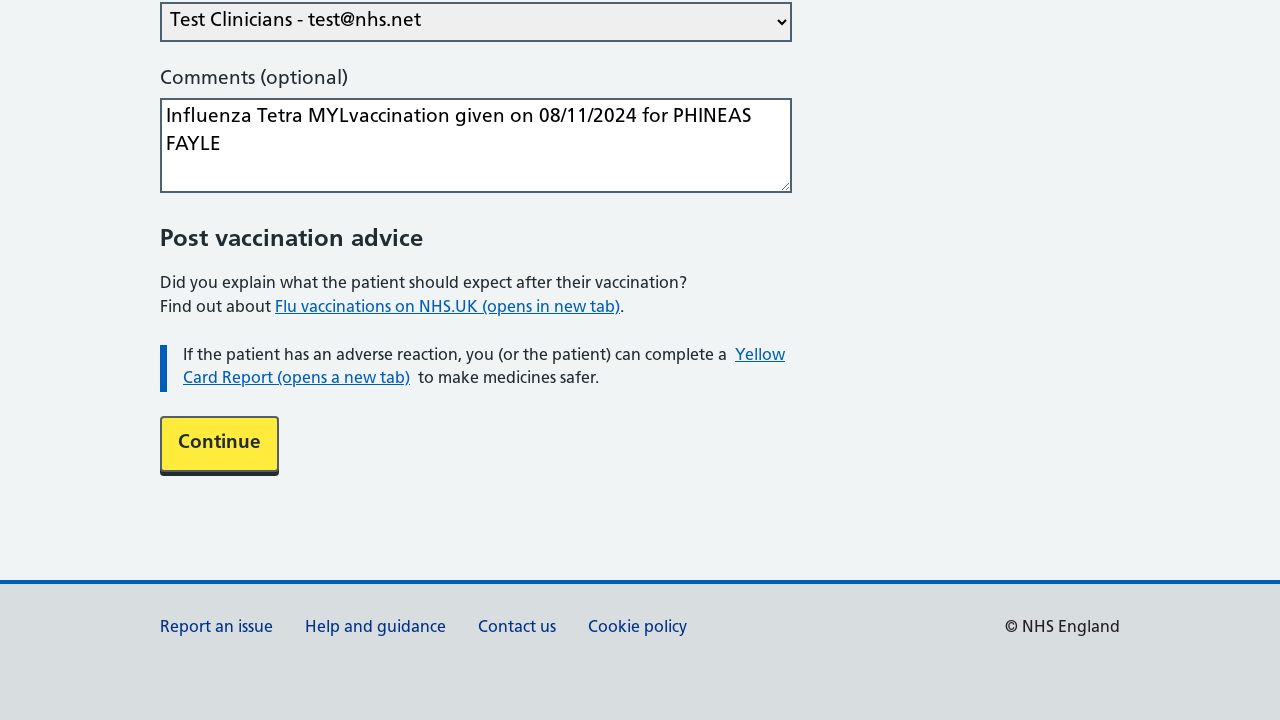 Test Clinicians - test@nhs.net
Comments (optional)
Influenza Tetra MYLvaccination given on 08/11/2024 for PHINEAS
FAYLE
Post vaccination advice
Did you explain what the patient should expect after their vaccination?
Find out about Flu vaccinations on NHS.UK (opens in new tab).
If the patient has an adverse reaction, you (or the patient) can complete a Yellow
Card Report (opens a new tab) to make medicines safer.
Continue
Report an issue Help and guidance Contact us Cookie policy © NHS England